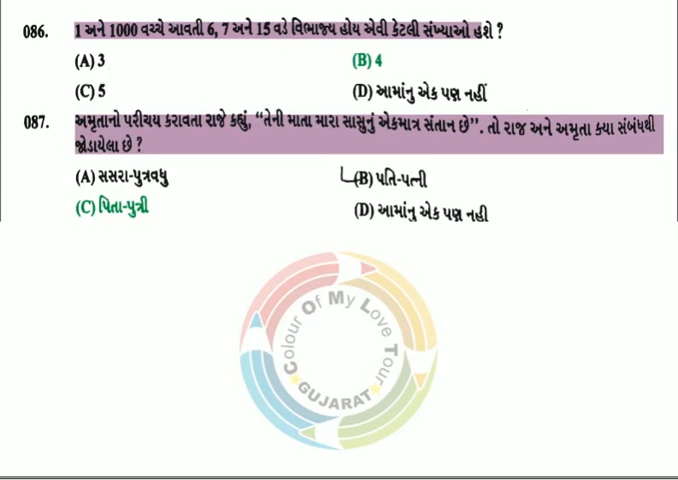 086. 1 અને 1000 વચ્ચે આવતી 6, 7 અને 15 વડે વિભાજ્ય હોય એવી કેટલી સંખ્યાઓ હશે ?
(A) 3 (B) 4
(C) 5 (D) આમાંનુ એક પણ નહીં
087. અમૃતાનો પરીચય કરાવતા રાજે કહ્યું, “તેની માતા મારા સાસુનું એકમાત્ર સંતાન છે”. તો રાજ અને અમૃતા ક્યા સંબંધથી
જોડાયેલા છે ?
(A) સસરા-પુત્રવધુ (B) પતિ-પત્ની
(C) પિતા-પુત્રી (D) આમાંનુ એક પણ નહી
Colour Of My Love Tour
GUJARAT